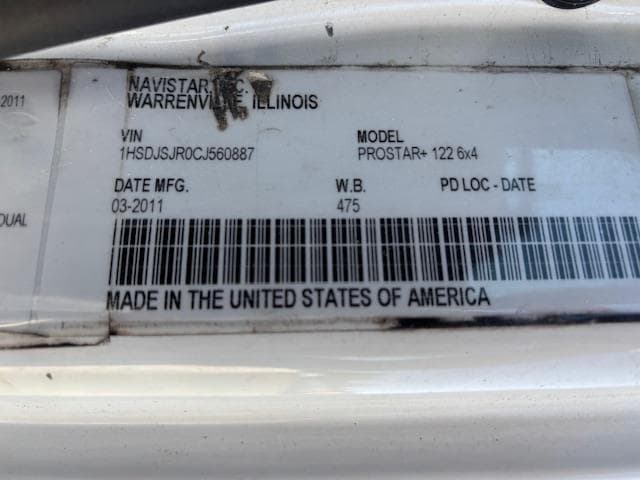 -2011
DUAL
NAVISTAR, C.
WARRENVILLE, ILLINOIS
VIN MODEL
1HSDJSJR0CJ560887 PROSTAR+ 122 6x4
DATE MFG. W.B. PD LOC - DATE
03-2011 475
MADE IN THE UNITED STATES OF AMERICA